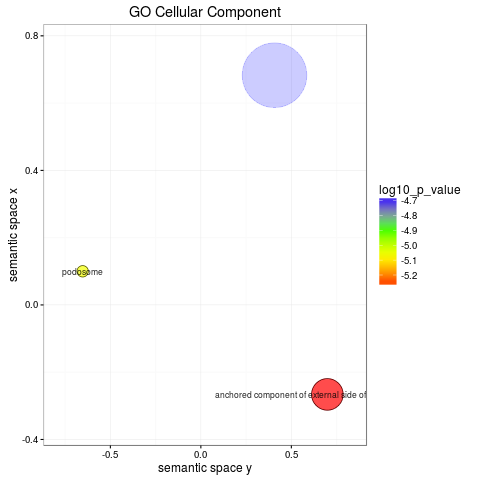 GO Cellular Component
0.8
0.4
0.0
-0.4
semantic space x
podosome
anchored component of external side of
-0.5
0.0
0.5
semantic space y
log10_p_value
-4.7
-4.8
-4.9
-5.0
-5.1
-5.2